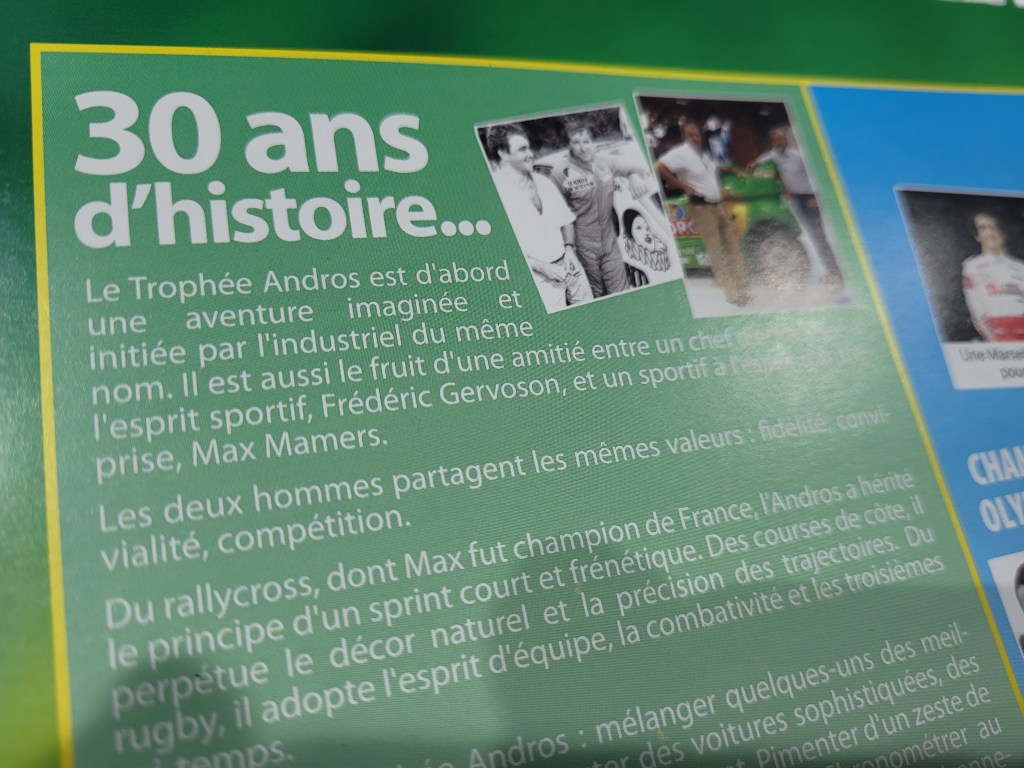 30 ans
d'histoire...
Le Trophée Andros est d'abord
une aventure imaginée et
initiée par l'industriel du même
nom. Il est aussi le fruit d'une amitié entre un chef
l'esprit sportif, Frédéric Gervoson, et un sportif à
prise, Max Mamers.
Les deux hommes partagent les mêmes valeurs : fidélité, convi-
vialité, compétition.
Du rallycross, dont Max fut champion de France, l'Andros a hérité
le principe d'un sprint court et frénétique. Des courses de côte, il
perpétue le décor naturel et la précision des trajectoires. Du
rugby, il adopte l'esprit d'équipe, la combativité et les troisièmes
temps.
Andros : mélanger quelques-uns des meil-
des voitures sophistiquées, des
Pimenter d'un zeste de
au
Une
pou
CHA
OLY